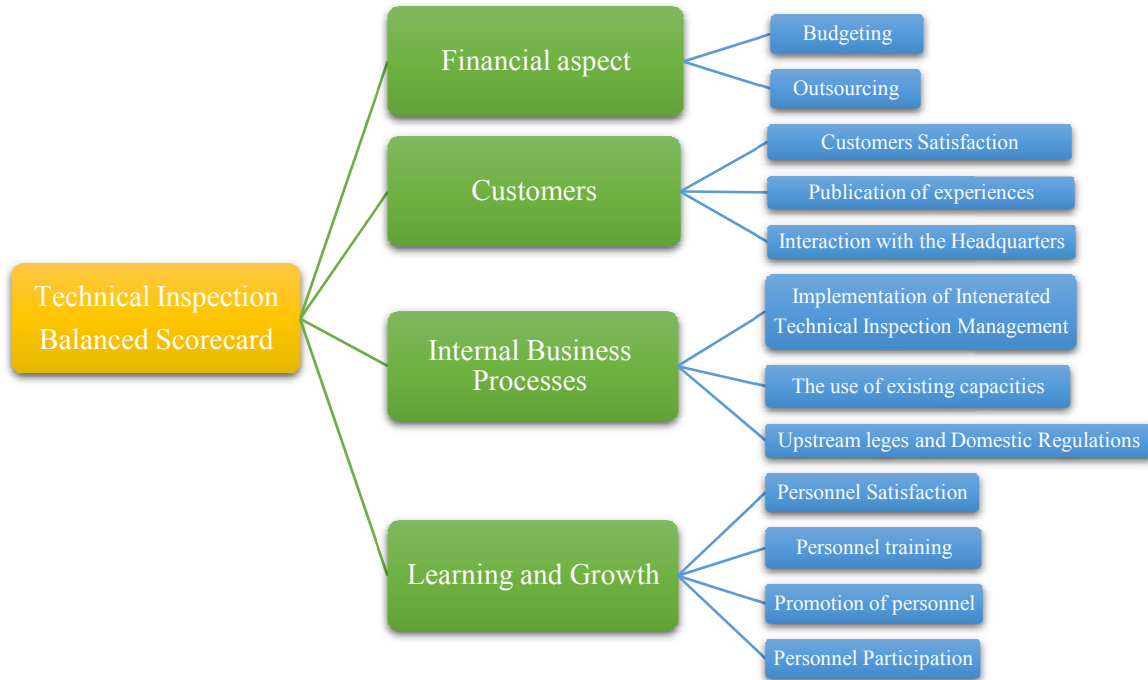 Technical Inspection
Balanced Scorecard
Financial aspect
Budgeting
Outsourcing
Customers
Customers Satisfaction
Publication of experiences
Interaction with the Headquarters
Internal Business
Processes
Implementation of Intenerated
Technical Inspection Management
The use of existing capacities
Upstream leges and Domestic Regulations
Learning and Growth
Personnel Satisfaction
Personnel training
Promotion of personnel
Personnel Participation